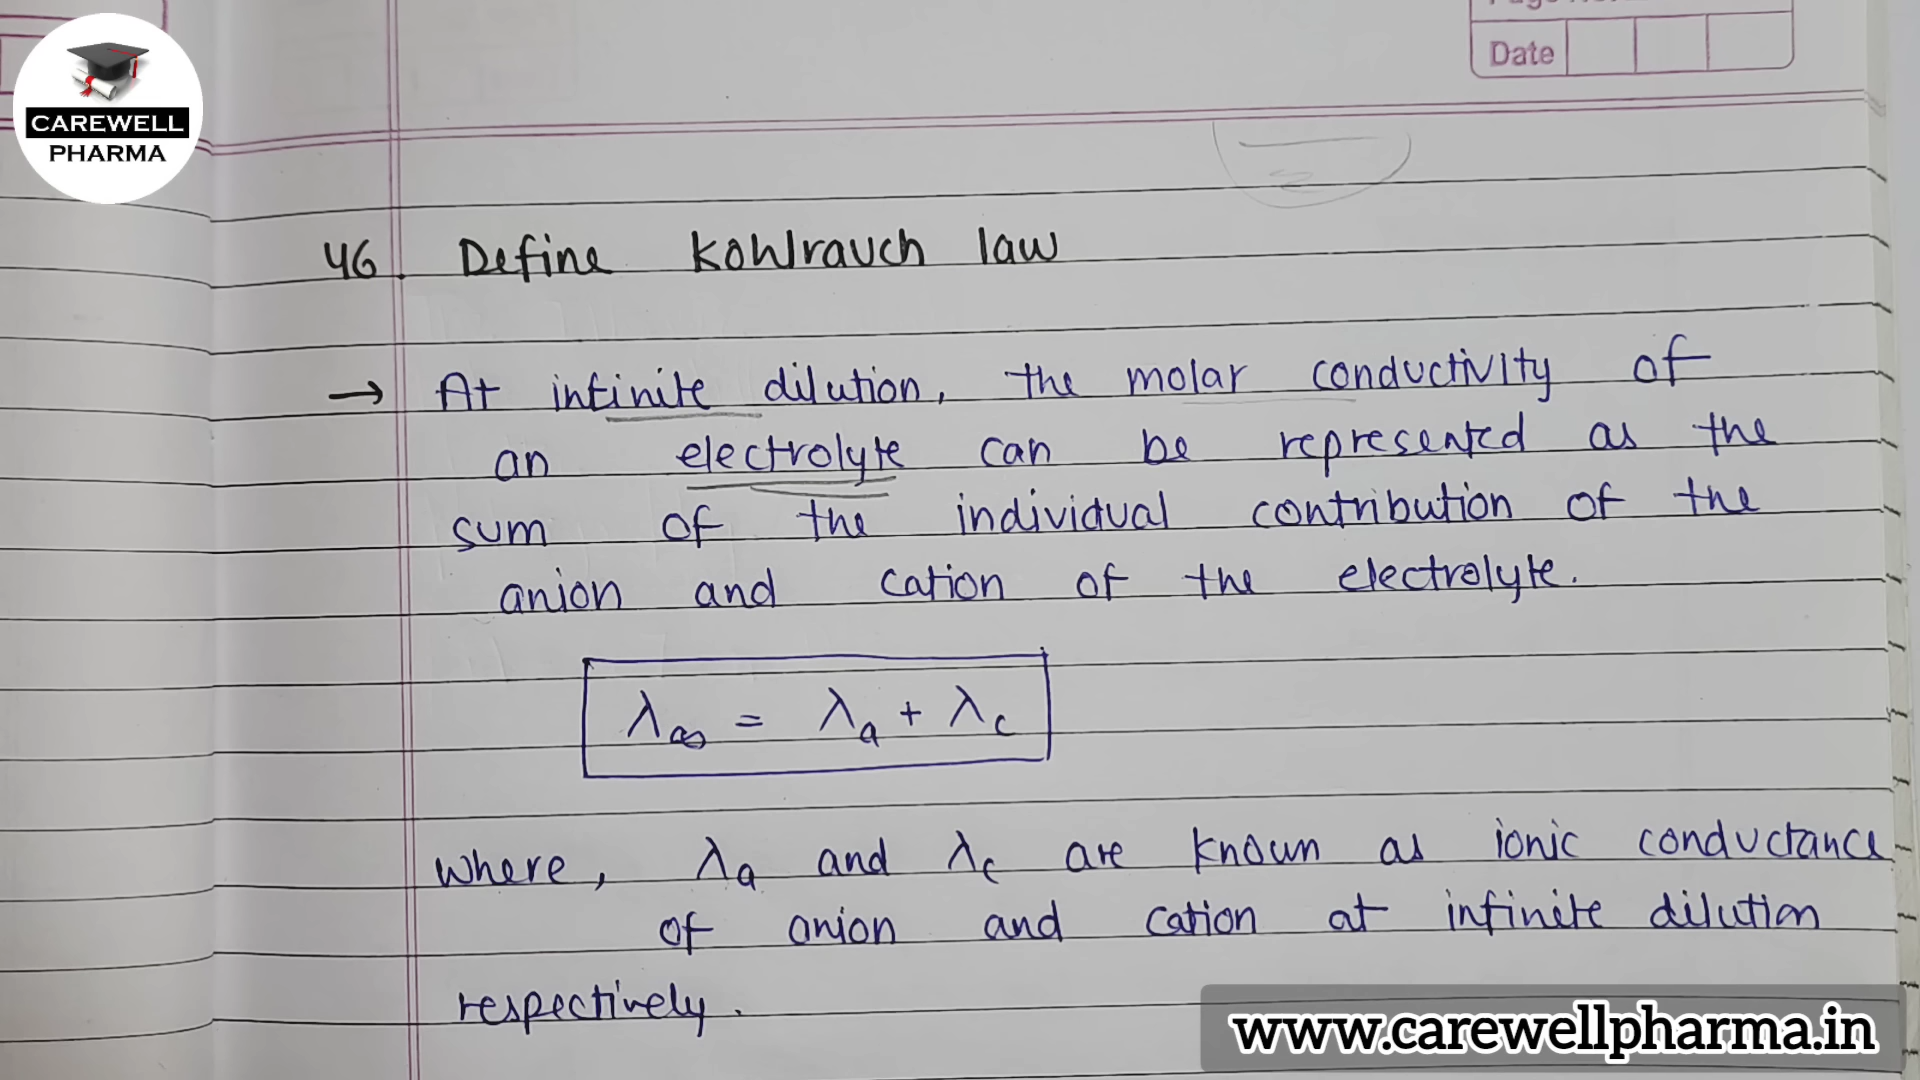 CAREWELL
PHARMA
Date
46. Define Kohlrauch law
→ At infinite dilution, the molar conductivity of
an electrolyte can be represented as the
sum of the individual contribution of the
anion and cation of the electrolyte.
λ∞ = λa + λc
where, λa and λc are known as ionic conductance
of anion and cation at infinite dilution
respectively.
www.carewellpharma.in